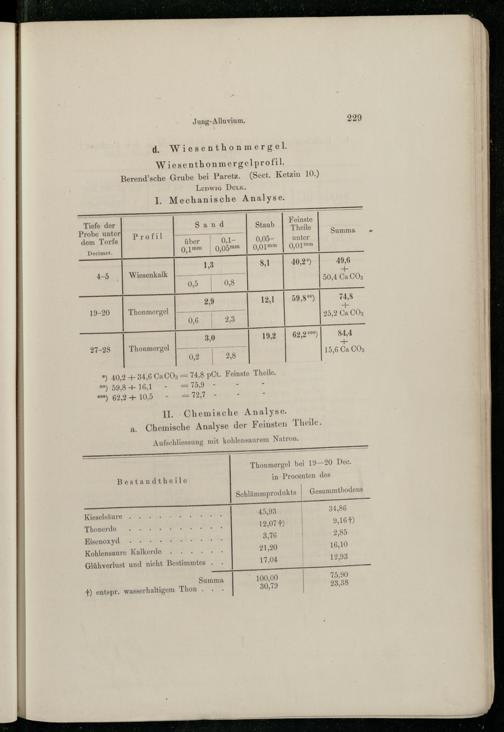 Jung-Alluvium. 229
d. Wiesenthonmergel.
Wiesenthonmergelprofil.
Berend'sche Grube bei Paretz. (Sect. Ketzin 10.)
Ludwig Dulk.
I. Mechanische Analyse.
Tiefe der Probe unter dem Torfe Decimet. | Profil | Sand über 0,1mm | Sand 0,1–0,05mm | Staub 0,05–0,01mm | Feinste Theile unter 0,01mm | Summa
4–5 | Wiesenkalk | 1,3 | 8,1 | 40,2*) | 49,6 + 50,4 CaCO3
0,5 | 0,8
19–20 | Thonmergel | 2,9 | 12,1 | 59,8**) | 74,8 + 25,2 CaCO3
0,6 | 2,3
27–28 | Thonmergel | 3,0 | 19,2 | 62,2***) | 84,4 + 15,6 CaCO3
0,2 | 2,8
*) 40,2 + 34,6 CaCO3 = 74,8 pCt. Feinste Theile.
**) 59,8 + 16,1 - = 75,9 - - -
***) 62,2 + 10,5 - = 72,7 - - -
II. Chemische Analyse.
a. Chemische Analyse der Feinsten Theile.
Aufschliessung mit kohlensaurem Natron.
Bestandtheile | Thonmergel bei 19–20 Dec.
in Procenten des
Schlämmprodukts | Gesammtbodens
Kieselsäure . . . . . . . . . . 45,93 34,86
Thonerde . . . . . . . . . . 12,07†) 9,16†)
Eisenoxyd . . . . . . . . . . 3,76 2,85
Kohlensaure Kalkerde . . . . . . 21,20 16,10
Glühverlust und nicht Bestimmtes . . 17,04 12,93
Summa 100,00 75,90
†) entspr. wasserhaltigem Thon . . . 30,79 23,38